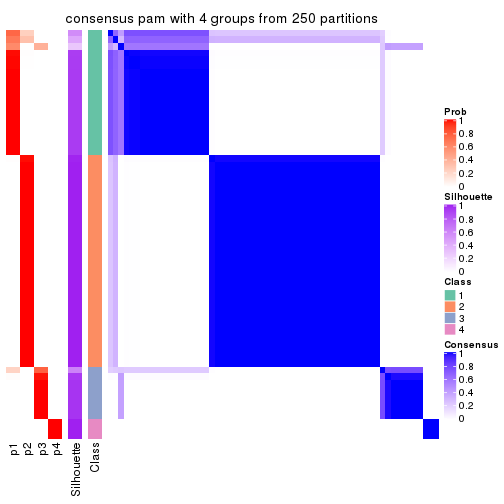 consensus pam with 4 groups from 250 partitions
Prob
1
0.8
0.6
0.4
0.2
0
Silhouette
1
0.8
0.6
0.4
0.2
0
Class
1
2
3
4
Consensus
1
0.8
0.6
0.4
0.2
0
p1
p2
p3
p4
Silhouette
Class